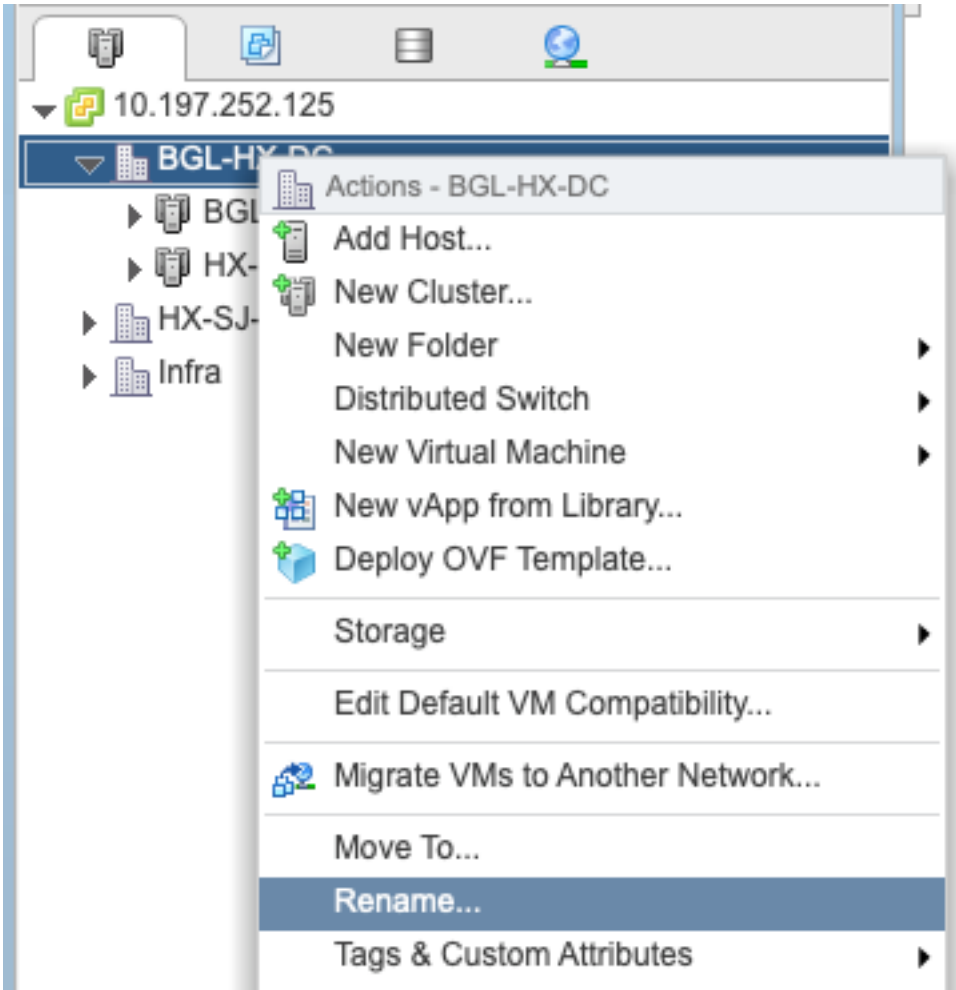 10.197.252.125
BGL-HX-DC
Actions - BGL-HX-DC
BGL
Add Host...
HX-
New Cluster...
HX-SJ-
New Folder
Infra
Distributed Switch
New Virtual Machine
New vApp from Library...
Deploy OVF Template...
Storage
Edit Default VM Compatibility...
Migrate VMs to Another Network...
Move To...
Rename...
Tags & Custom Attributes